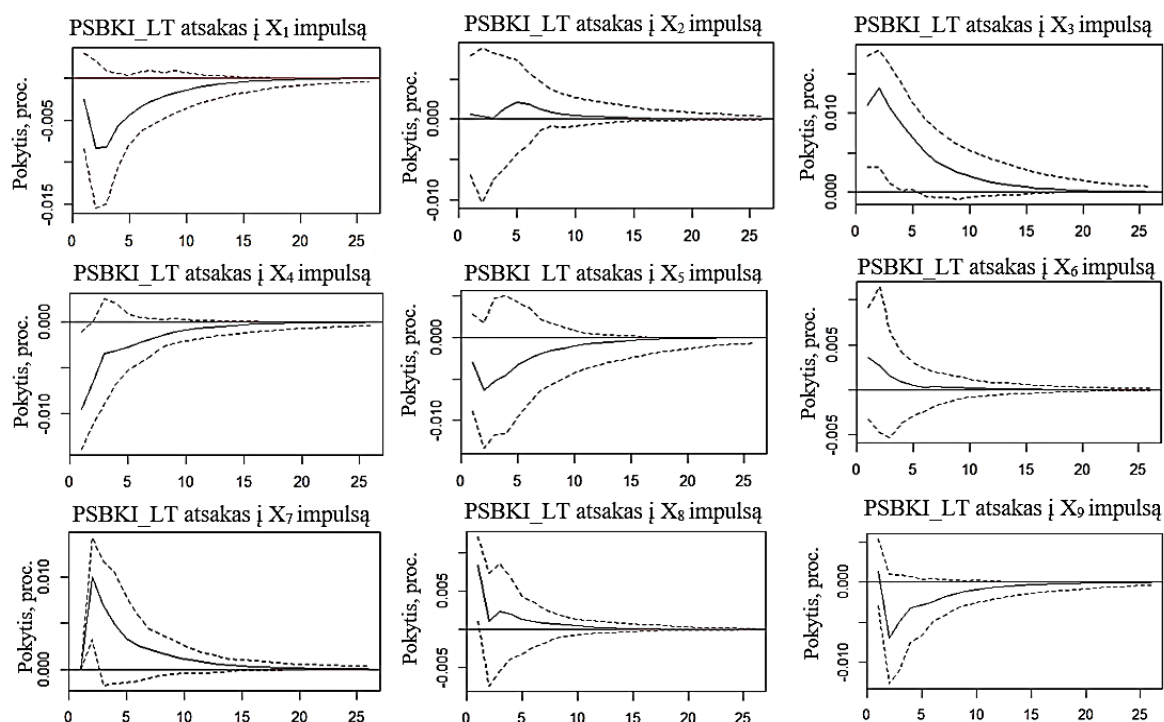 PSBKI_LT atsakas į X₁ impulsą
PSBKI_LT atsakas į X₂ impulsą
PSBKI_LT atsakas į X₃ impulsą
Pokytis, proc.
-0.005
-0.015
0 5 10 15 20 25
Pokytis, proc.
0.000
-0.010
0 5 10 15 20 25
Pokytis, proc.
0.010
0.000
0 5 10 15 20 25
PSBKI_LT atsakas į X₄ impulsą
PSBKI_LT atsakas į X₅ impulsą
PSBKI_LT atsakas į X₆ impulsą
Pokytis, proc.
0.000
-0.010
0 5 10 15 20 25
Pokytis, proc.
0.000
-0.010
0 5 10 15 20 25
Pokytis, proc.
0.005
-0.005
0 5 10 15 20 25
PSBKI_LT atsakas į X₇ impulsą
PSBKI_LT atsakas į X₈ impulsą
PSBKI_LT atsakas į X₉ impulsą
Pokytis, proc.
0.010
0.000
0 5 10 15 20 25
Pokytis, proc.
0.005
-0.005
0 5 10 15 20 25
Pokytis, proc.
0.000
-0.010
0 5 10 15 20 25